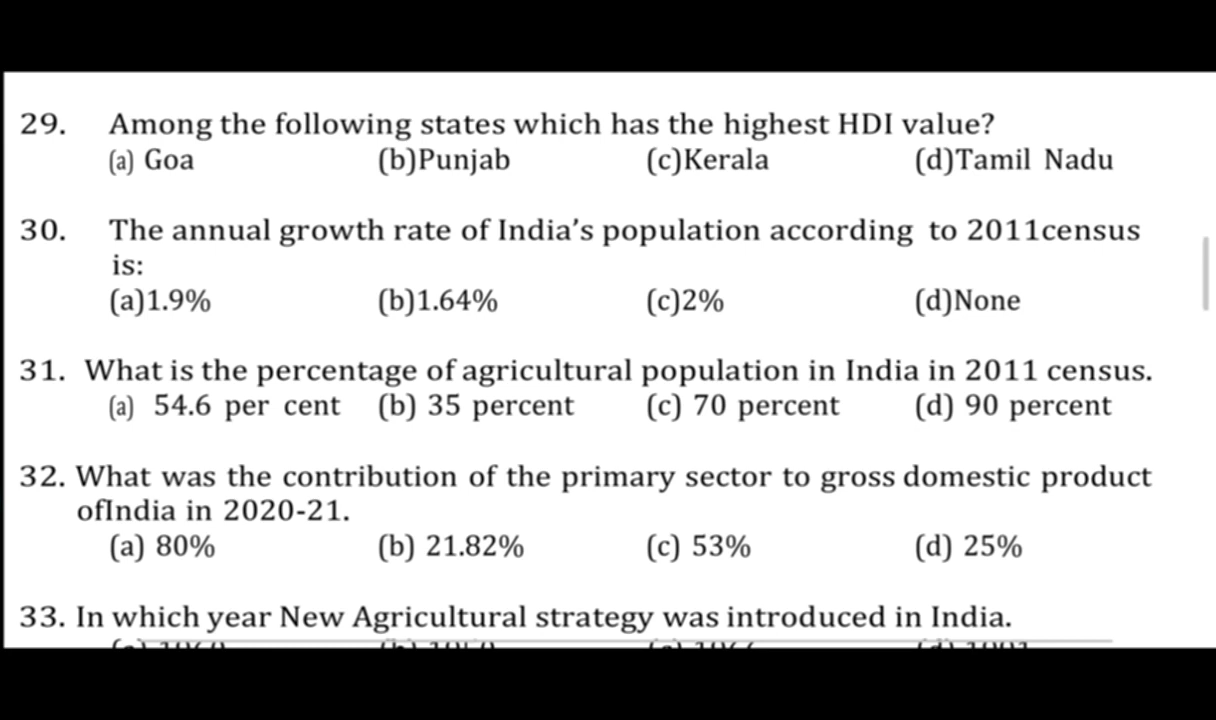 29. Among the following states which has the highest HDI value?
(a) Goa (b)Punjab (c)Kerala (d)Tamil Nadu
30. The annual growth rate of India’s population according to 2011census
is:
(a)1.9% (b)1.64% (c)2% (d)None
31. What is the percentage of agricultural population in India in 2011 census.
(a) 54.6 per cent (b) 35 percent (c) 70 percent (d) 90 percent
32. What was the contribution of the primary sector to gross domestic product
ofIndia in 2020-21.
(a) 80% (b) 21.82% (c) 53% (d) 25%
33. In which year New Agricultural strategy was introduced in India.